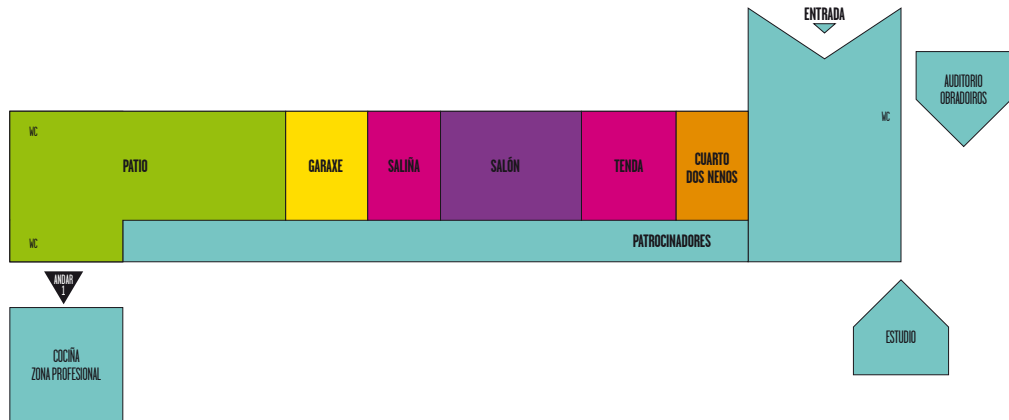 ENTRADA
AUDITORIO
OBRADOIROS
WC
WC
PATIO
GARAXE
SALIÑA
SALÓN
TENDA
CUARTO
DOS NENOS
WC
PATROCINADORES
ANDAR
1
ESTUDIO
COCIÑA
ZONA PROFESIONAL